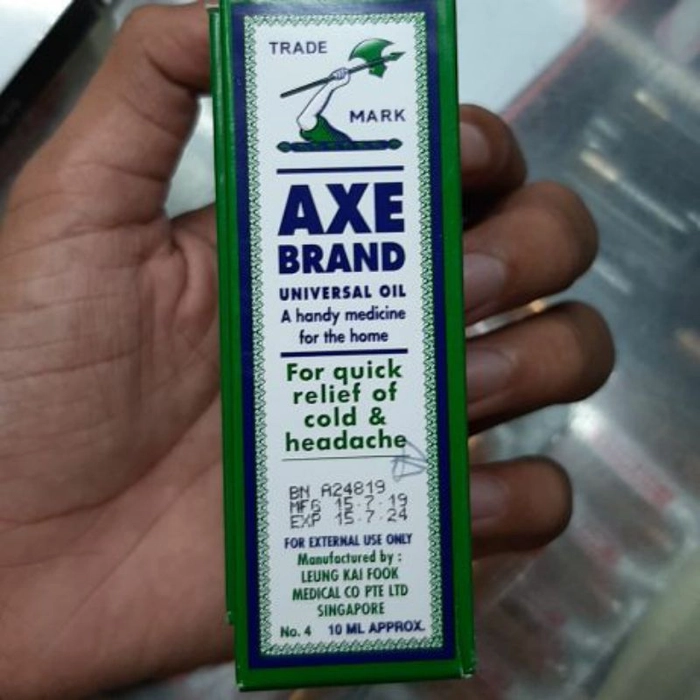 TRADE
MARK
AXE
BRAND
UNIVERSAL OIL
A handy medicine
for the home
For quick
relief of
cold &
headache
BN A24819
MFG 15.7.19
EXP 15.7.24
FOR EXTERNAL USE ONLY
Manufactured by :
LEUNG KAI FOOK
MEDICAL CO PTE LTD
SINGAPORE
No. 4 10 ML APPROX.